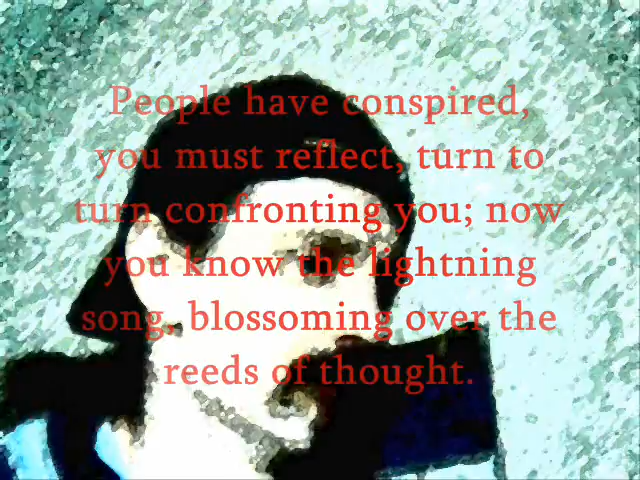 People have conspired,
you must reflect, turn to
turn confronting you; now
you know the lightning
song, blossoming over the
reeds of thought.